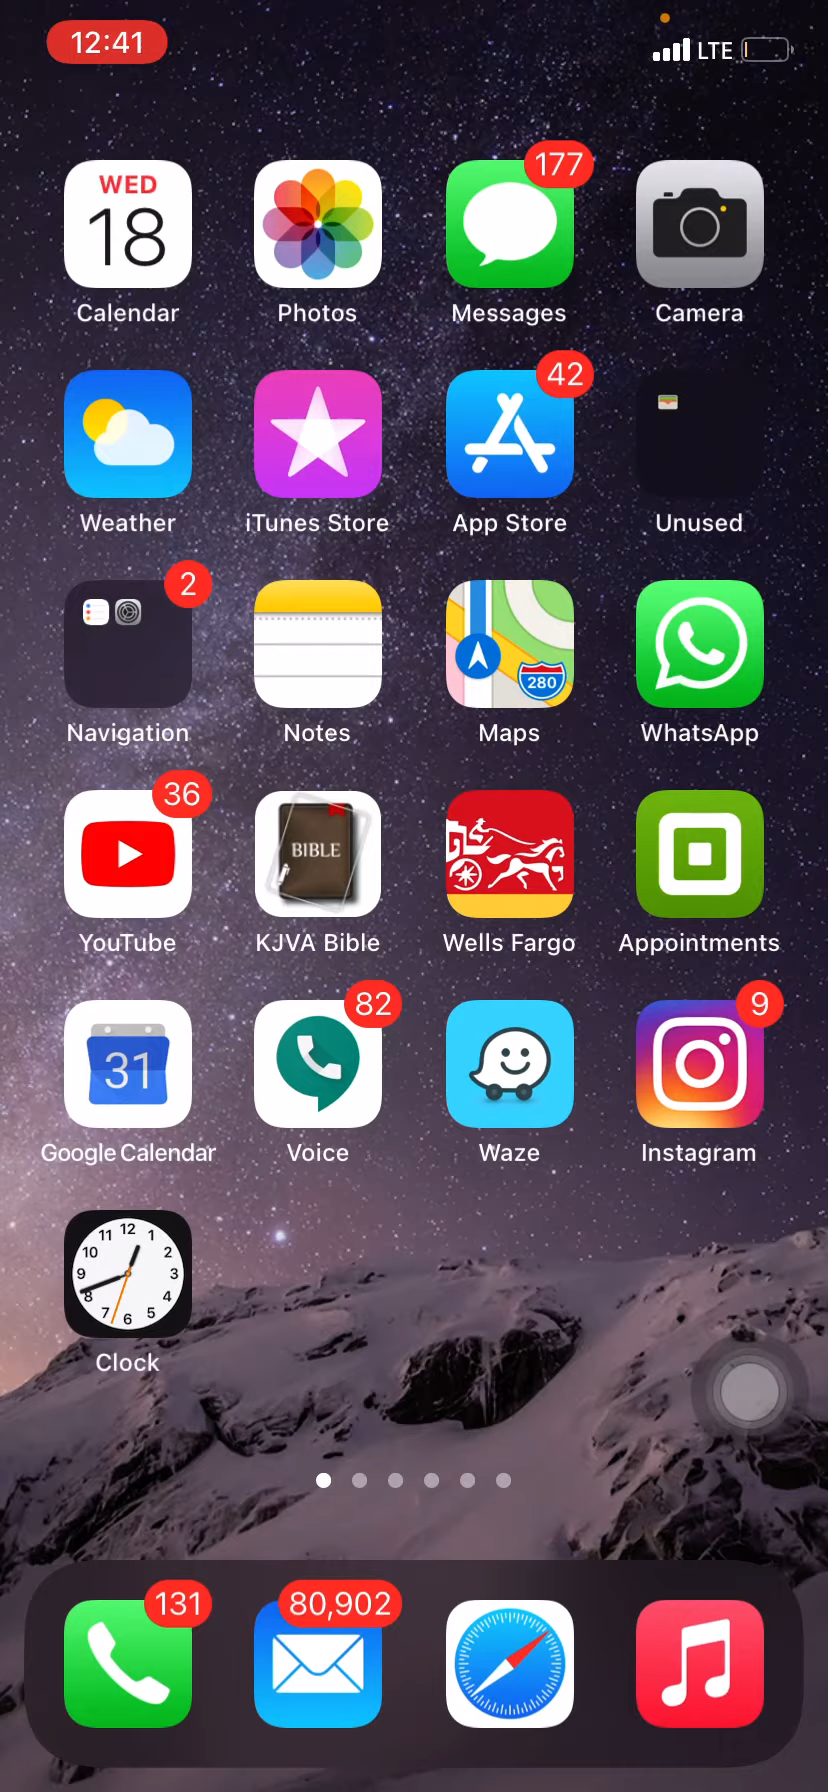 12:41
LTE
177
WED
18
Calendar
Photos
Messages
Camera
42
Weather
iTunes Store
App Store
Unused
2
280
Navigation
Notes
Maps
WhatsApp
36
BIBLE
YouTube
KJVA Bible
Wells Fargo
Appointments
82
9
31
Google Calendar
Voice
Waze
Instagram
12
11 1
10 2
9 3
8 4
7 5
6
Clock
131
80,902